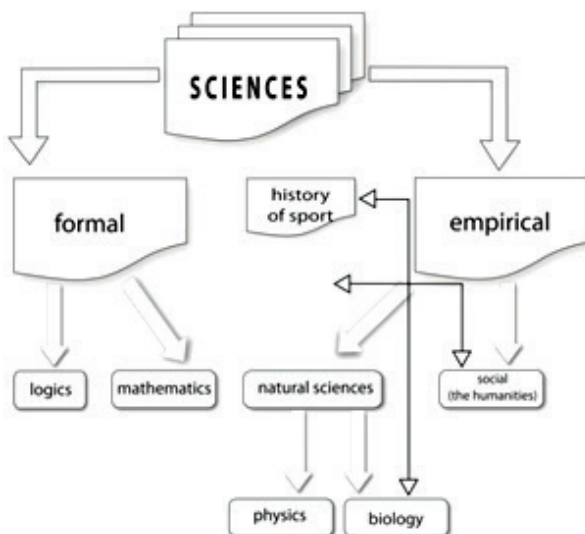 SCIENCES
formal
history
of sport
empirical
logics
mathematics
natural sciences
social
(the humanities)
physics
biology